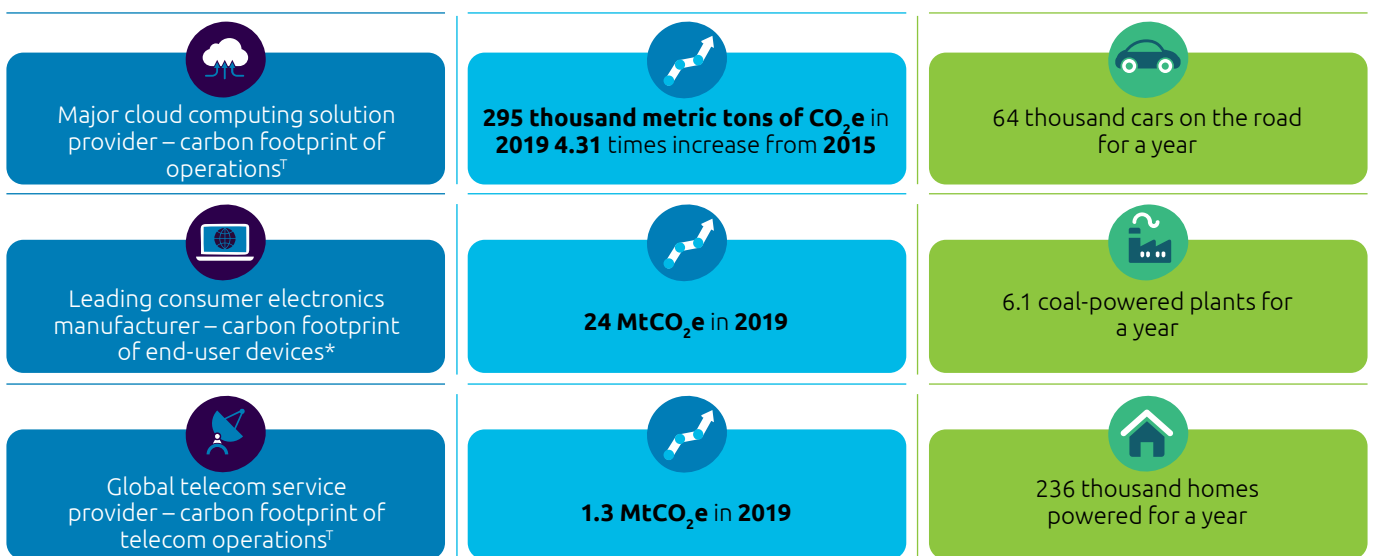 Major cloud computing solution
provider – carbon footprint of
operationsᵀ
295 thousand metric tons of CO₂e in
2019 4.31 times increase from 2015
64 thousand cars on the road
for a year
Leading consumer electronics
manufacturer – carbon footprint
of end-user devices*
24 MtCO₂e in 2019
6.1 coal-powered plants for
a year
Global telecom service
provider – carbon footprint of
telecom operationsᵀ
1.3 MtCO₂e in 2019
236 thousand homes
powered for a year